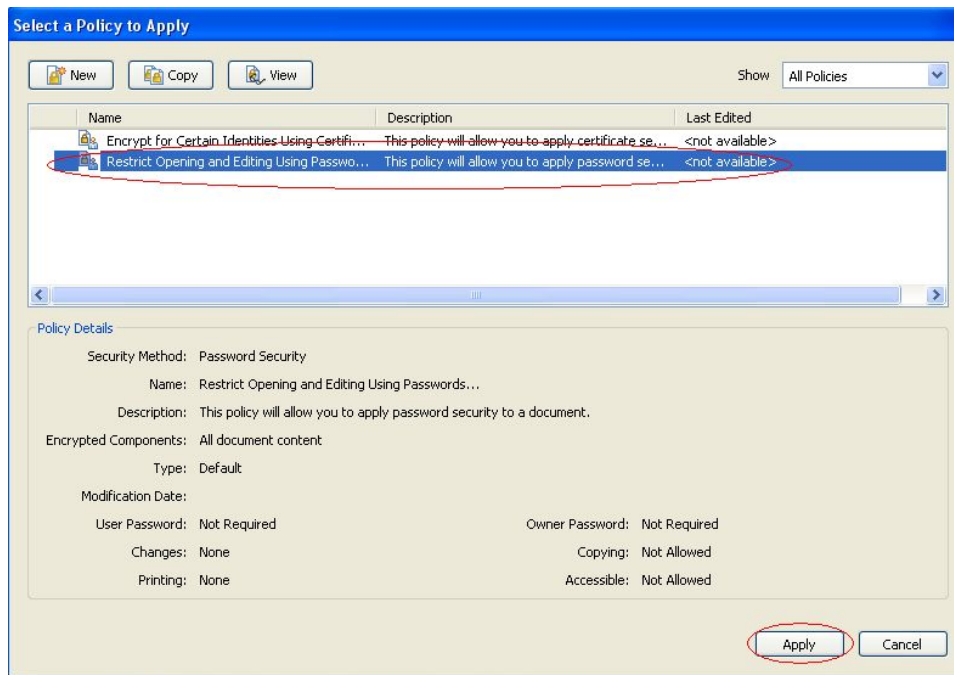 Select a Policy to Apply
New Copy View Show All Policies
Name Description Last Edited
Encrypt for Certain Identities Using Certifi... This policy will allow you to apply certificate se... <not available>
Restrict Opening and Editing Using Passwo... This policy will allow you to apply password se... <not available>
Policy Details
Security Method: Password Security
Name: Restrict Opening and Editing Using Passwords...
Description: This policy will allow you to apply password security to a document.
Encrypted Components: All document content
Type: Default
Modification Date:
User Password: Not Required Owner Password: Not Required
Changes: None Copying: Not Allowed
Printing: None Accessible: Not Allowed
Apply Cancel